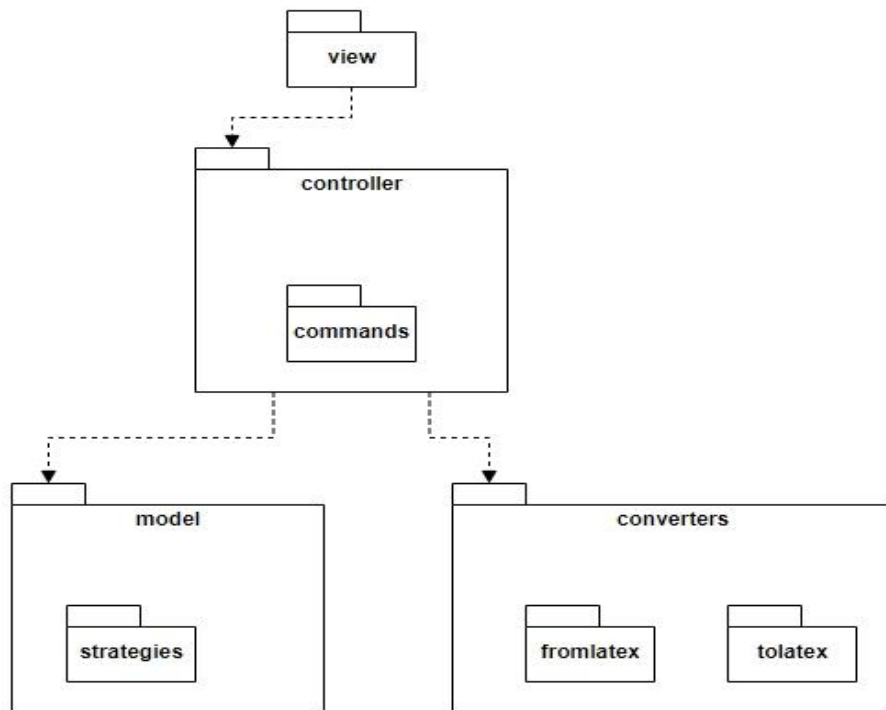 view
controller
commands
model
converters
strategies
fromlatex
tolatex